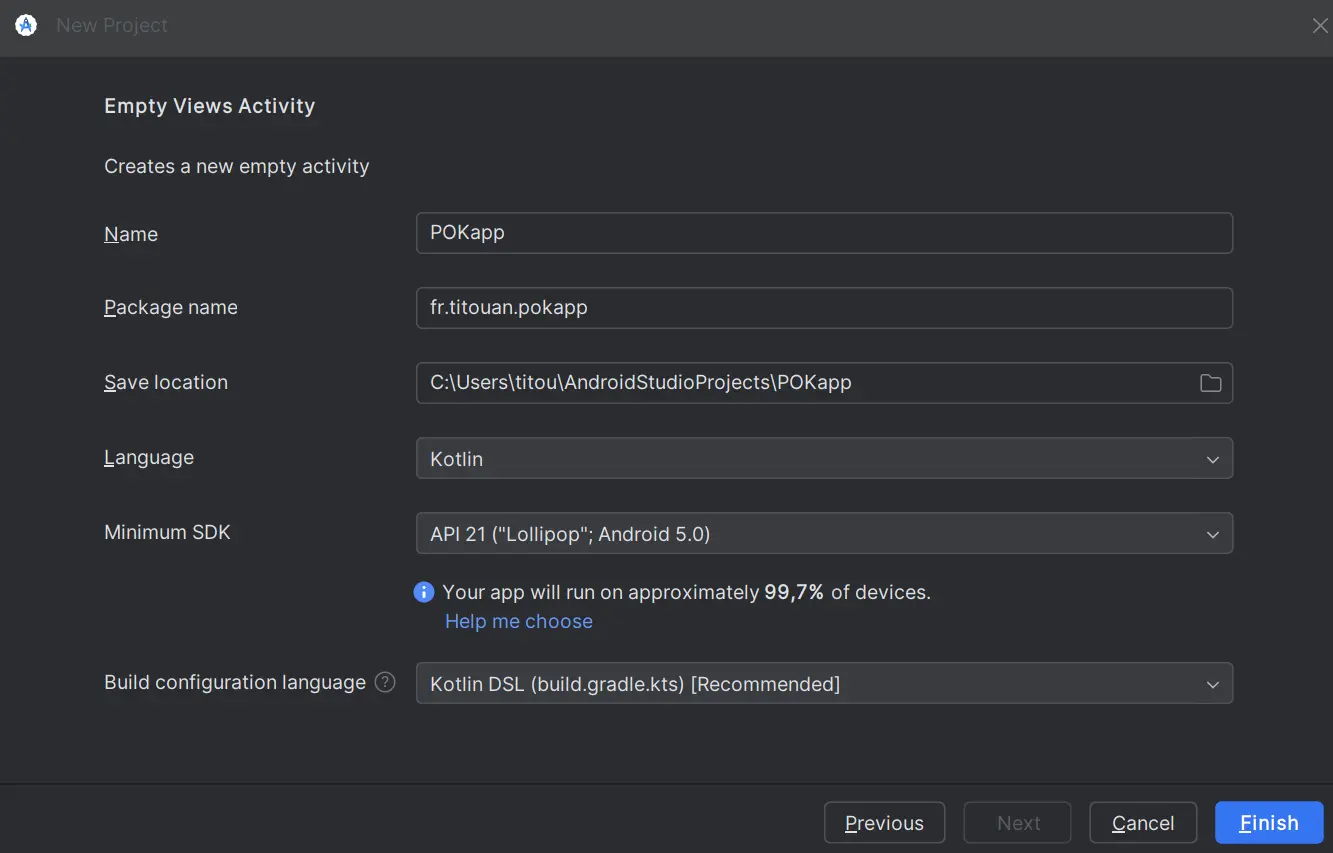 New Project
Empty Views Activity
Creates a new empty activity
Name
POKapp
Package name
fr.titouan.pokapp
Save location
C:\Users\titou\AndroidStudioProjects\POKapp
Language
Kotlin
Minimum SDK
API 21 ("Lollipop"; Android 5.0)
Your app will run on approximately 99,7% of devices.
Help me choose
Build configuration language ?
Kotlin DSL (build.gradle.kts) [Recommended]
Previous Next Cancel Finish